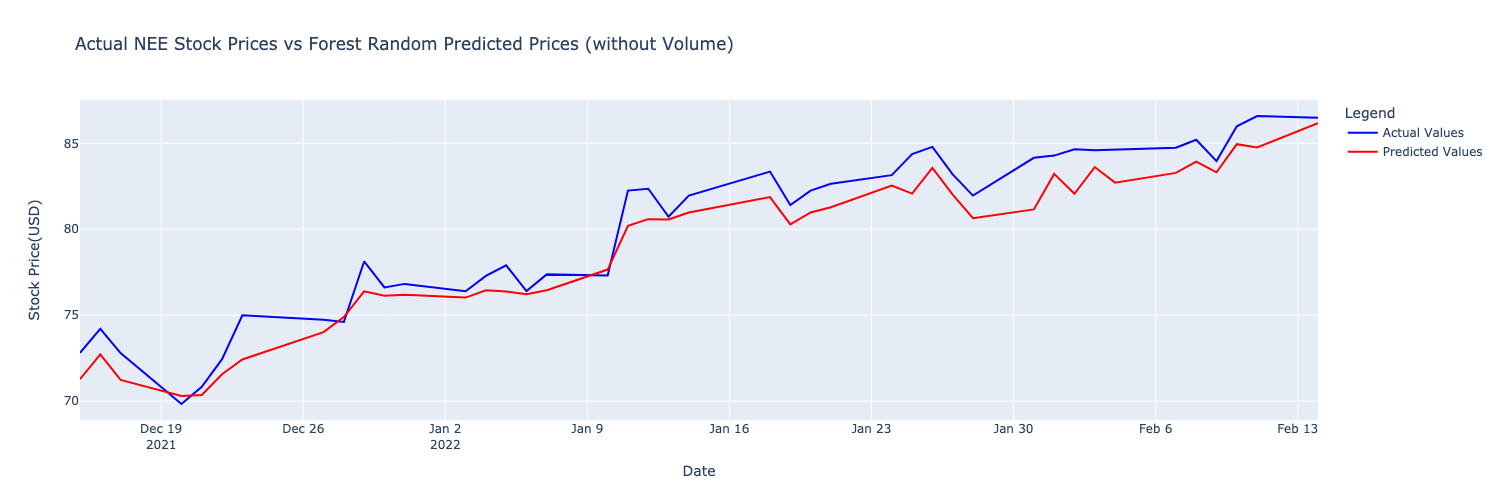 Actual NEE Stock Prices vs Forest Random Predicted Prices (without Volume)
Legend
Actual Values
Predicted Values
Stock Price(USD)
85
80
75
70
Dec 19
2021
Dec 26
Jan 2
2022
Jan 9
Jan 16
Jan 23
Jan 30
Feb 6
Feb 13
Date